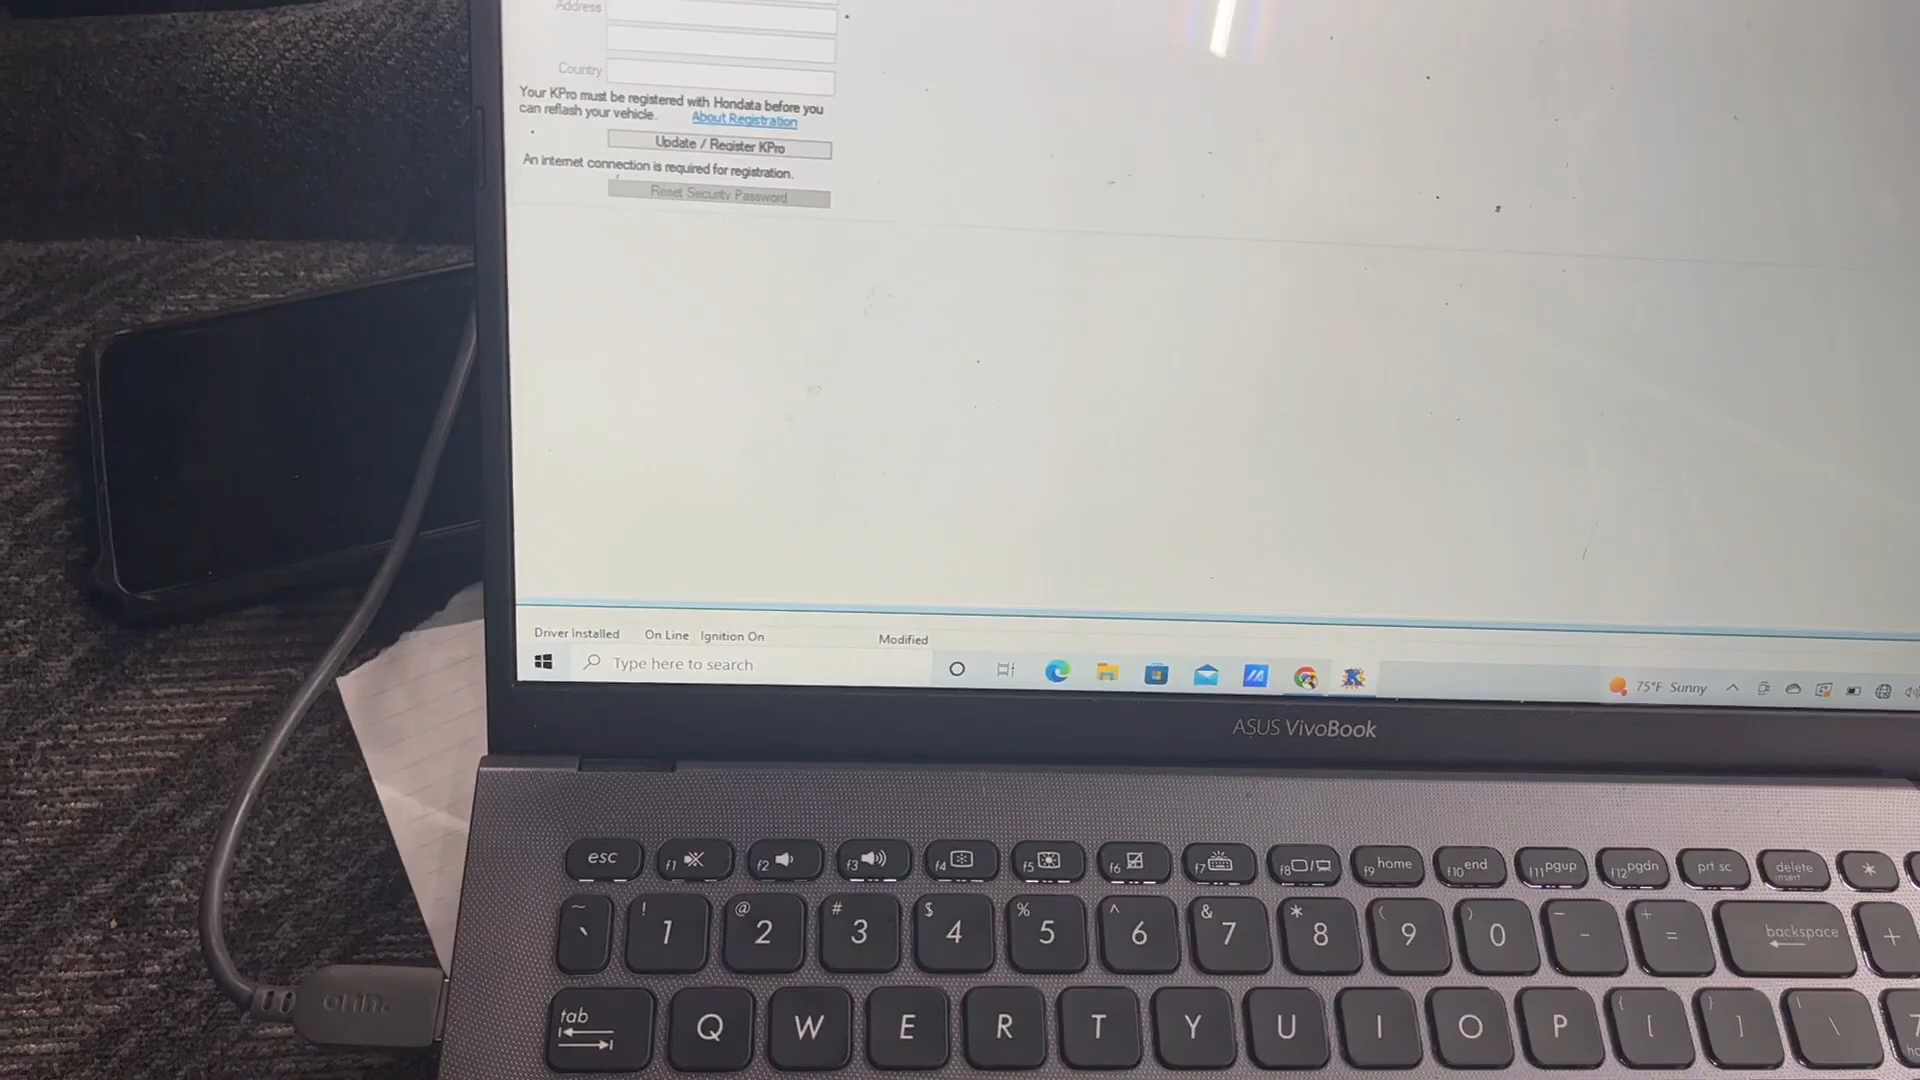 Address
Country
Your KPro must be registered with Hondata before you
can reflash your vehicle. About Registration
Update / Register KPro
An internet connection is required for registration.
Reset Security Password
Driver Installed On Line Ignition On Modified
Type here to search
75°F Sunny
ASUS VivoBook
esc f1 f2 f3 f4 f5 f6 f7 f8 f9 home f10 end f11 pgup f12 pgdn prt sc delete insert *
~ ` ! 1 @ 2 # 3 $ 4 % 5 ^ 6 & 7 * 8 ( 9 ) 0 _ - + = backspace +
onn.
tab Q W E R T Y U I O P { [ } ] | \ 7